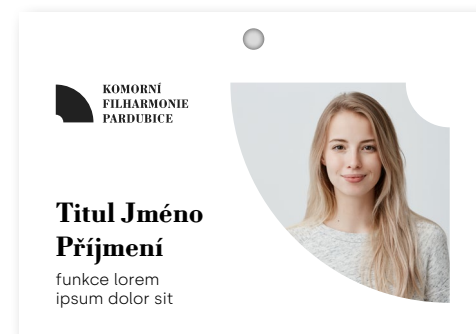 KOMORNÍ
FILHARMONIE
PARDUBICE
Titul Jméno
Příjmení
funkce lorem
ipsum dolor sit